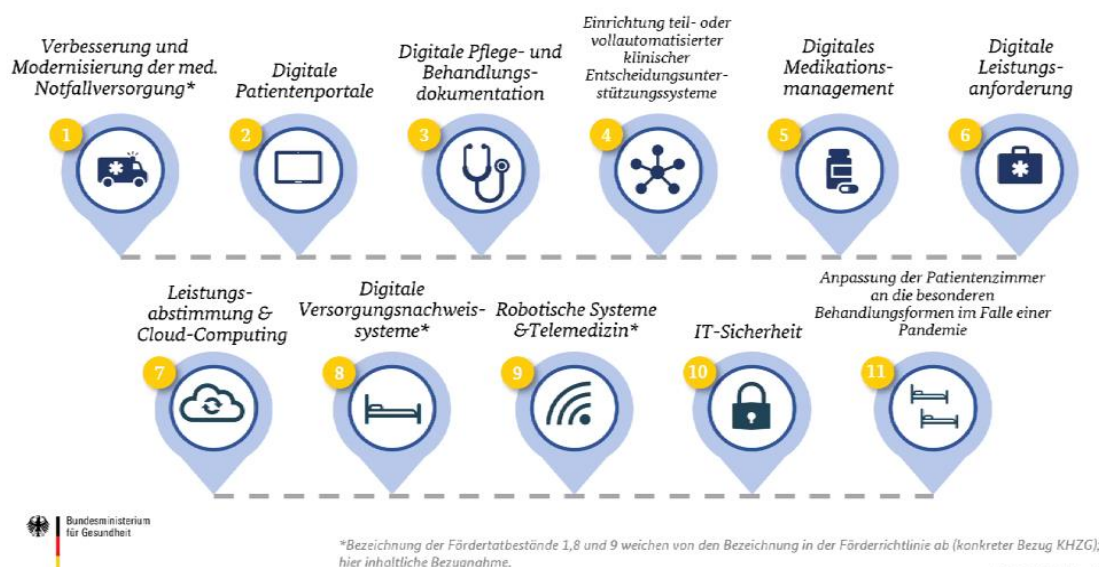 Verbesserung und
Modernisierung der med.
Notfallversorgung*
1
Digitale
Patientenportale
2
Digitale Pflege- und
Behandlungs-
dokumentation
3
Einrichtung teil- oder
vollautomatisierter
klinischer
Entscheidungsunter-
stützungssysteme
4
Digitales
Medikations-
management
5
Digitale
Leistungs-
anforderung
6
Leistungs-
abstimmung &
Cloud-Computing
7
Digitale
Versorgungsnachweis-
systeme*
8
Robotische Systeme
&Telemedizin*
9
IT-Sicherheit
10
Anpassung der Patientenzimmer
an die besonderen
Behandlungsformen im Falle einer
Pandemie
11
Bundesministerium
für Gesundheit
*Bezeichnung der Fördertatbestände 1,8 und 9 weichen von den Bezeichnung in der Förderrichtlinie ab (konkreter Bezug KHZG);
hier inhaltliche Bezugnahme.